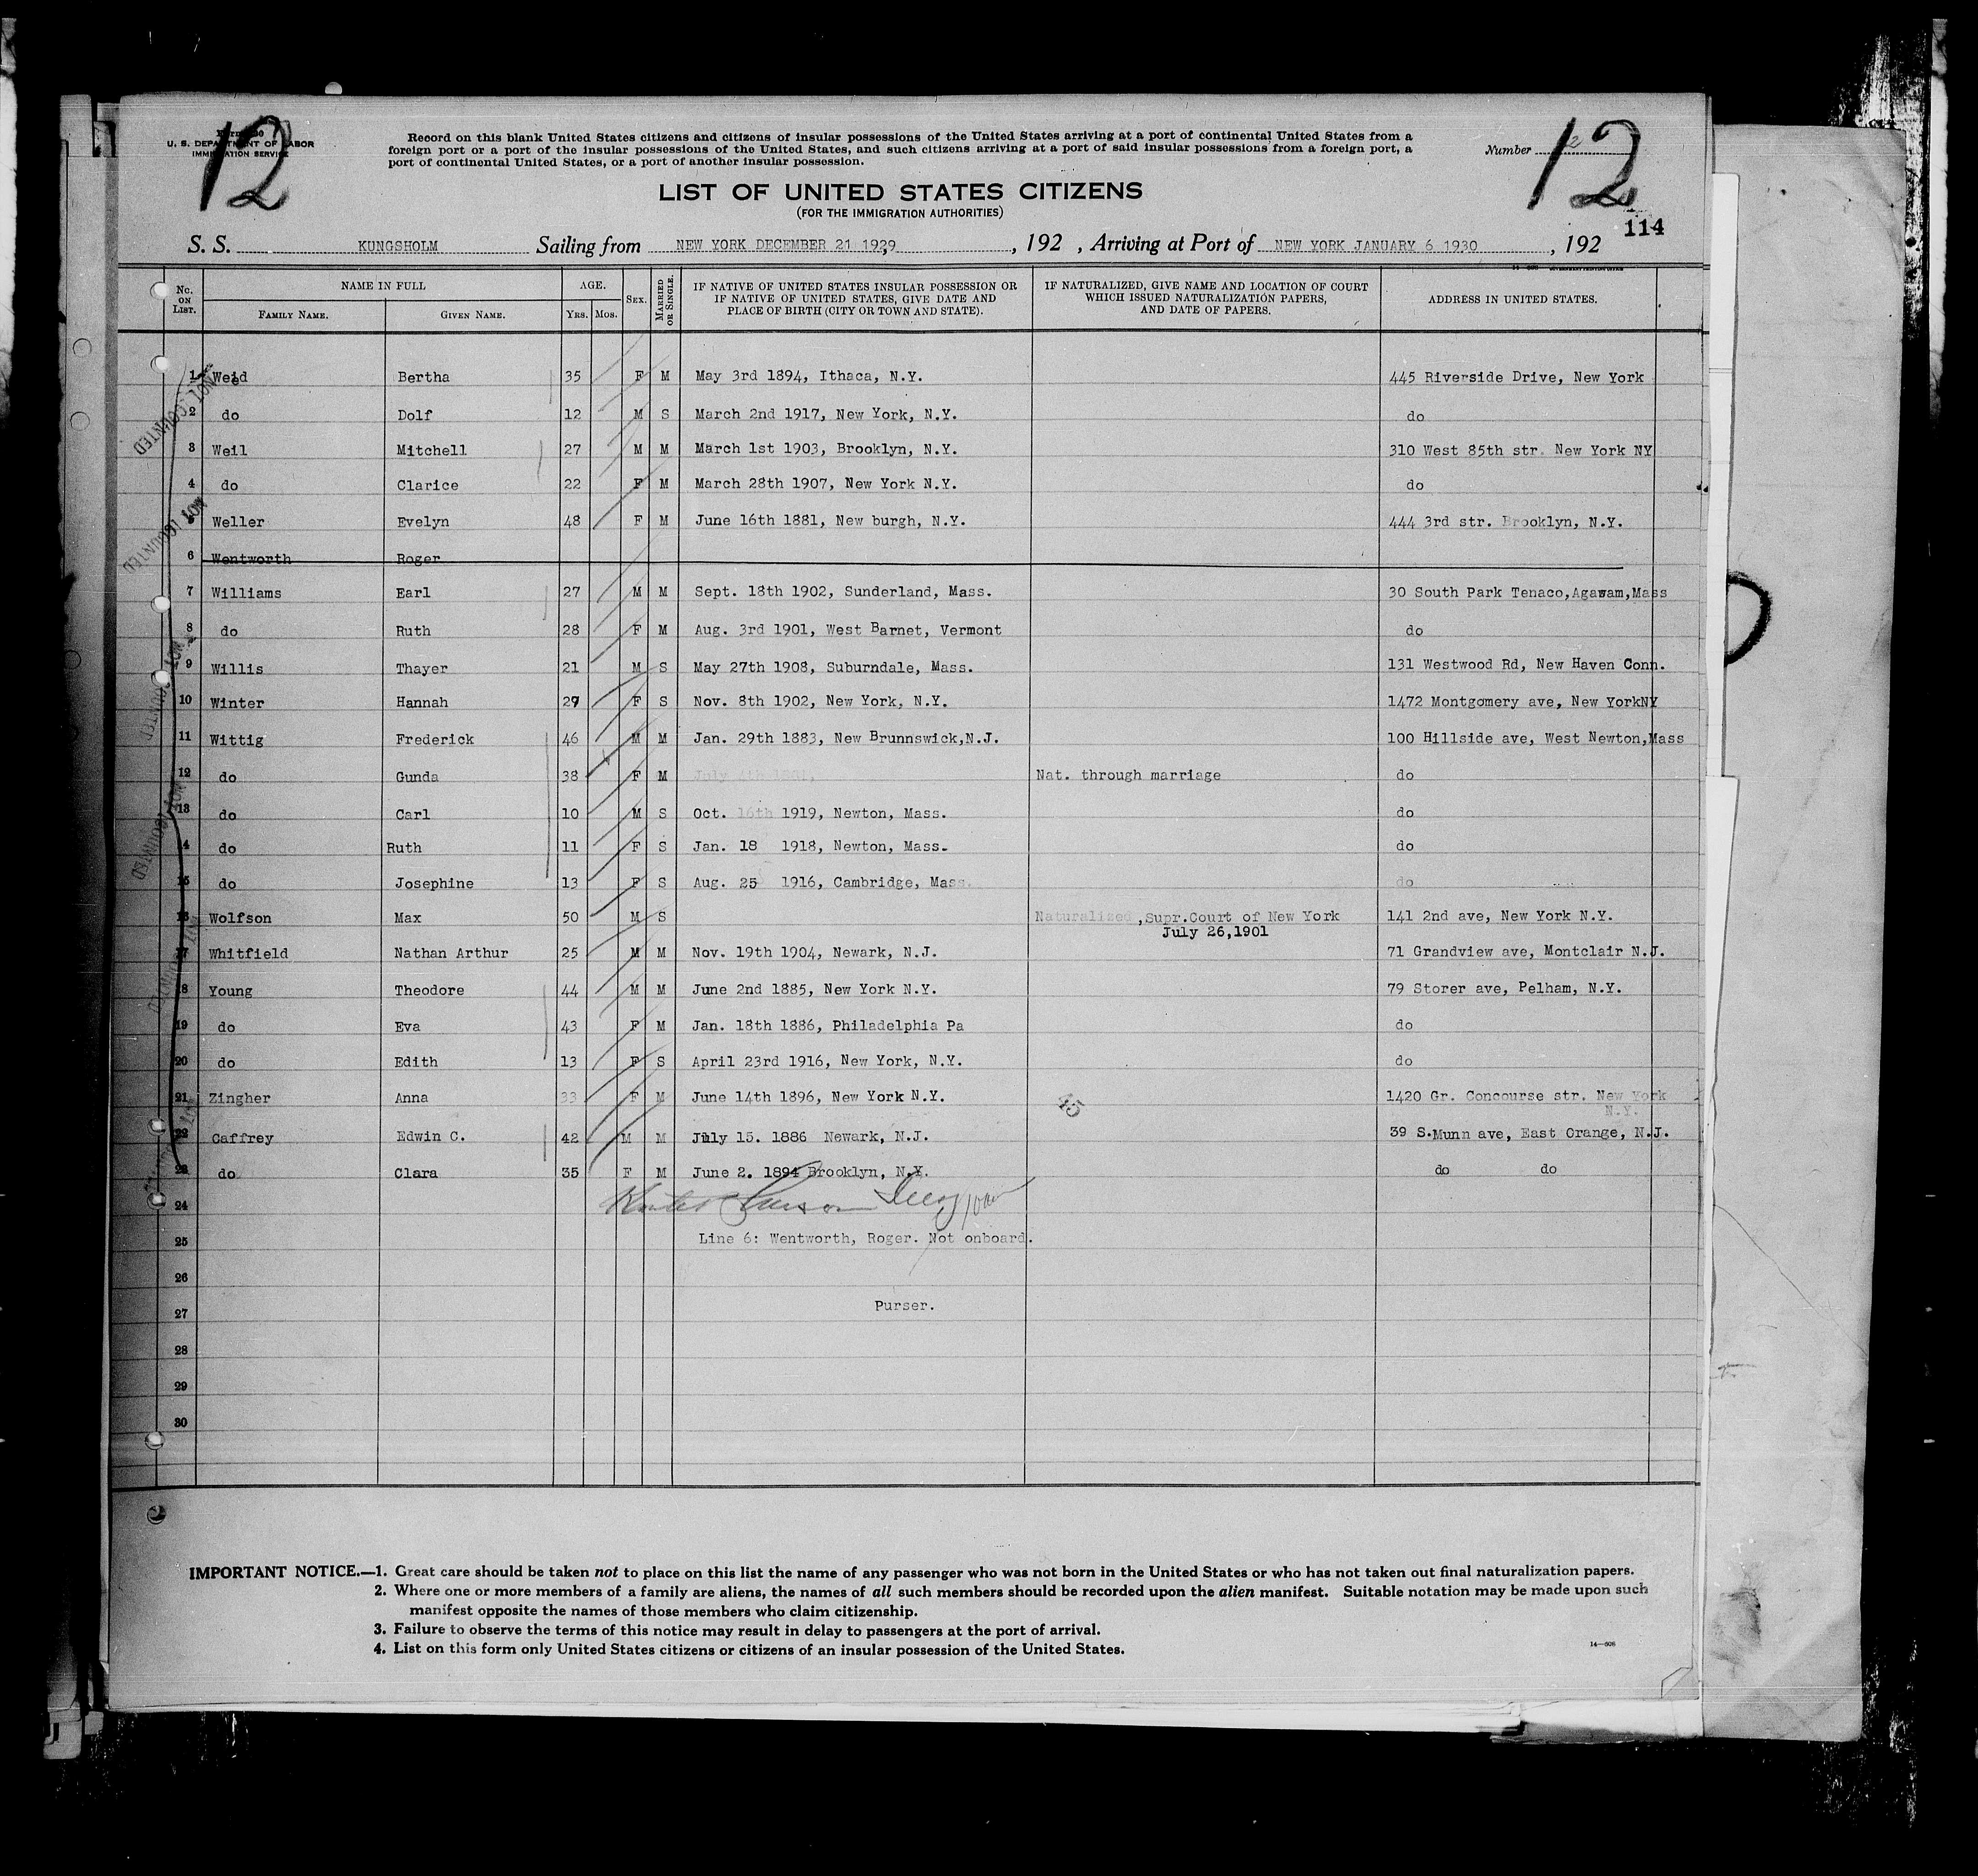 12
U. S. DEPARTMENT OF LABOR
IMMIGRATION SERVICE
Record on this blank United States citizens and citizens of insular possessions of the United States arriving at a port of continental United States from a
foreign port or a port of the insular possessions of the United States, and such citizens arriving at a port of said insular possessions from a foreign port, a
port of continental United States, or a port of another insular possession.
Number
12
LIST OF UNITED STATES CITIZENS
(FOR THE IMMIGRATION AUTHORITIES)
114
S. S. KUNGSHOLM Sailing from NEW YORK DECEMBER 21 1929, , 192 , Arriving at Port of NEW YORK JANUARY 6 1930 , 192
No. ON LIST. NAME IN FULL FAMILY NAME. GIVEN NAME. AGE. YRS. MOS. SEX. MARRIED OR SINGLE. IF NATIVE OF UNITED STATES INSULAR POSSESSION OR IF NATIVE OF UNITED STATES, GIVE DATE AND PLACE OF BIRTH (CITY OR TOWN AND STATE). IF NATURALIZED, GIVE NAME AND LOCATION OF COURT WHICH ISSUED NATURALIZATION PAPERS, AND DATE OF PAPERS. ADDRESS IN UNITED STATES.
1 Weid Bertha 35 F M May 3rd 1894, Ithaca, N.Y. 445 Riverside Drive, New York
2 do Dolf 12 M S March 2nd 1917, New York, N.Y. do
3 Weil Mitchell 27 M M March 1st 1903, Brooklyn, N.Y. 310 West 85th str. New York NY
4 do Clarice 22 F M March 28th 1907, New York N.Y. do
Weller Evelyn 48 F M June 16th 1881, New burgh, N.Y. 444 3rd str. Brooklyn, N.Y.
6 Wentworth Roger
7 Williams Earl 27 M M Sept. 18th 1902, Sunderland, Mass. 30 South Park Tenaco,Agawam,Mass
8 do Ruth 28 F M Aug. 3rd 1901, West Barnet, Vermont do
9 Willis Thayer 21 M S May 27th 1908, Suburndale, Mass. 131 Westwood Rd, New Haven Conn.
10 Winter Hannah 27 F S Nov. 8th 1902, New York, N.Y. 1472 Montgomery ave, New YorkNY
11 Wittig Frederick 46 M M Jan. 29th 1883, New Brunnswick,N.J. 100 Hillside ave, West Newton,Mass
12 do Gunda 38 F M Nat. through marriage do
13 do Carl 10 M S Oct. 16th 1919, Newton, Mass. do
4 do Ruth 11 F S Jan. 18 1918, Newton, Mass. do
15 do Josephine 13 F S Aug. 25 1916, Cambridge, Mass. do
16 Wolfson Max 50 M S Naturalized ,Supr.Court of New York 141 2nd ave, New York N.Y.
July 26,1901
17 Whitfield Nathan Arthur 25 M M Nov. 19th 1904, Newark, N.J. 71 Grandview ave, Montclair N.J.
18 Young Theodore 44 M M June 2nd 1885, New York N.Y. 79 Storer ave, Pelham, N.Y.
19 do Eva 43 F M Jan. 18th 1886, Philadelphia Pa do
20 do Edith 13 F S April 23rd 1916, New York, N.Y. do
21 Zingher Anna 33 F M June 14th 1896, New York N.Y. 1420 Gr. Concourse str. New York
N.Y.
22 Caffrey Edwin C. 42 M M July 15. 1886 Newark, N.J. 39 S.Munn ave, East Orange, N.J.
23 do Clara 35 F M June 2. 1894 Brooklyn, N.Y. do do
24
25 Line 6: Wentworth, Roger. Not onboard.
26
27 Purser.
28
29
30
IMPORTANT NOTICE.—1. Great care should be taken not to place on this list the name of any passenger who was not born in the United States or who has not taken out final naturalization papers.
2. Where one or more members of a family are aliens, the names of all such members should be recorded upon the alien manifest. Suitable notation may be made upon such
manifest opposite the names of those members who claim citizenship.
3. Failure to observe the terms of this notice may result in delay to passengers at the port of arrival.
4. List on this form only United States citizens or citizens of an insular possession of the United States.
14—608